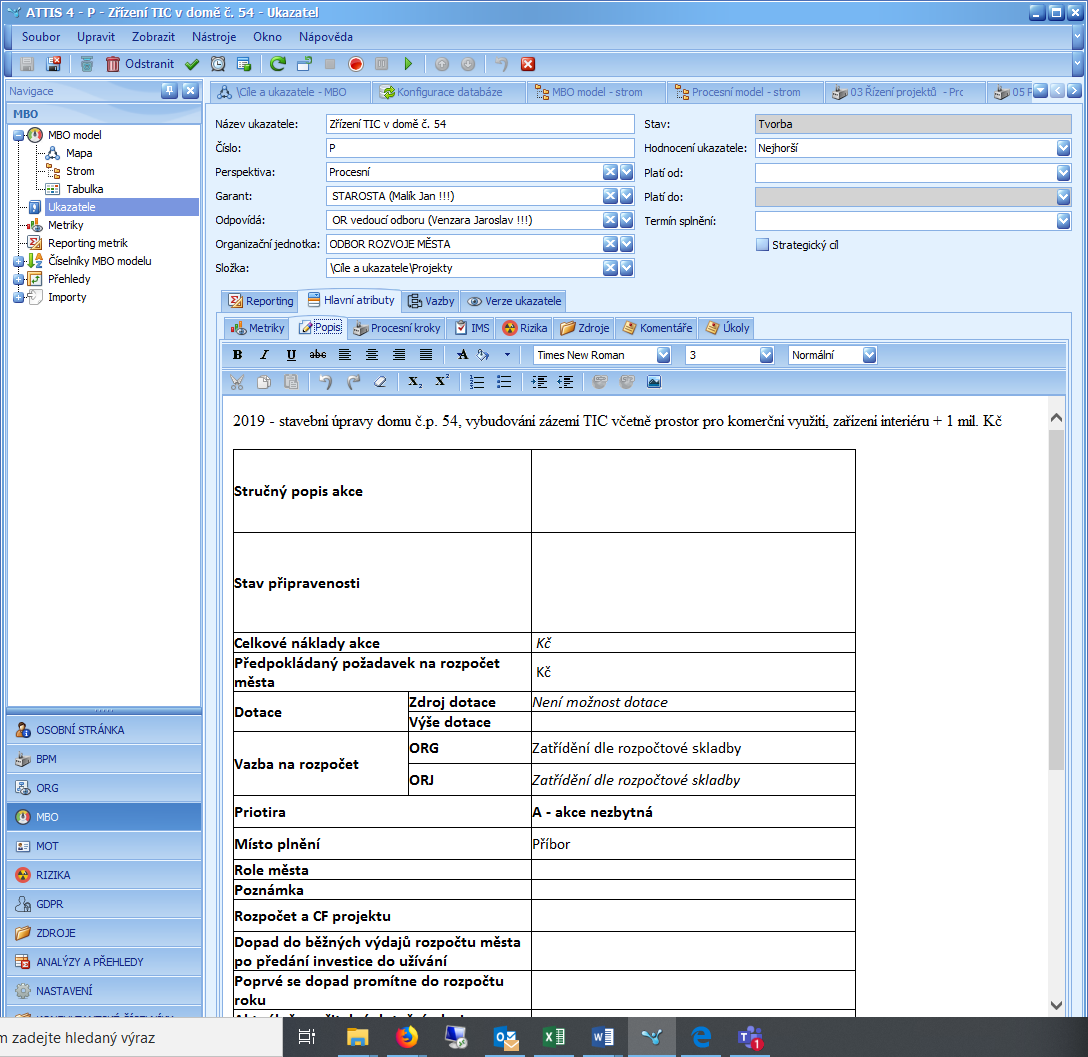 ATTIS 4 - P - Zřízení TIC v domě č. 54 - Ukazatel
Soubor Upravit Zobrazit Nástroje Okno Nápověda
Odstranit
Navigace
\Cíle a ukazatele - MBO
Konfigurace databáze
MBO model - strom
Procesní model - strom
03 Řízení projektů - Prc
MBO
MBO model
Mapa
Strom
Tabulka
Ukazatele
Metriky
Reporting metrik
Číselníky MBO modelu
Přehledy
Importy
Název ukazatele: Zřízení TIC v domě č. 54
Stav: Tvorba
Číslo: P
Hodnocení ukazatele: Nejhorší
Perspektiva: Procesní
Platí od:
Garant: STAROSTA (Malík Jan !!!)
Platí do:
Odpovídá: OR vedoucí odboru (Venzara Jaroslav !!!)
Termín splnění:
Organizační jednotka: ODBOR ROZVOJE MĚSTA
Strategický cíl
Složka: \Cíle a ukazatele\Projekty
Reporting Hlavní atributy Vazby Verze ukazatele
Metriky Popis Procesní kroky IMS Rizika Zdroje Komentáře Úkoly
B I U abc A Times New Roman 3 Normální
X₂ X²
2019 - stavební úpravy domu č.p. 54, vybudování zázemí TIC včetně prostor pro komerční využití, zařízení interiéru + 1 mil. Kč
Stručný popis akce
Stav připravenosti
Celkové náklady akce Kč
Předpokládaný požadavek na rozpočet
města
Kč
Dotace
Zdroj dotace Není možnost dotace
Výše dotace
Vazba na rozpočet
ORG Zatřídění dle rozpočtové skladby
ORJ Zatřídění dle rozpočtové skladby
Priotira A - akce nezbytná
Místo plnění Příbor
Role města
Poznámka
Rozpočet a CF projektu
Dopad do běžných výdajů rozpočtu města
po předání investice do užívání
Poprvé se dopad promítne do rozpočtu
roku
OSOBNÍ STRÁNKA
BPM
ORG
MBO
MOT
RIZIKA
GDPR
ZDROJE
ANALÝZY A PŘEHLEDY
NASTAVENÍ
m zadejte hledaný výraz